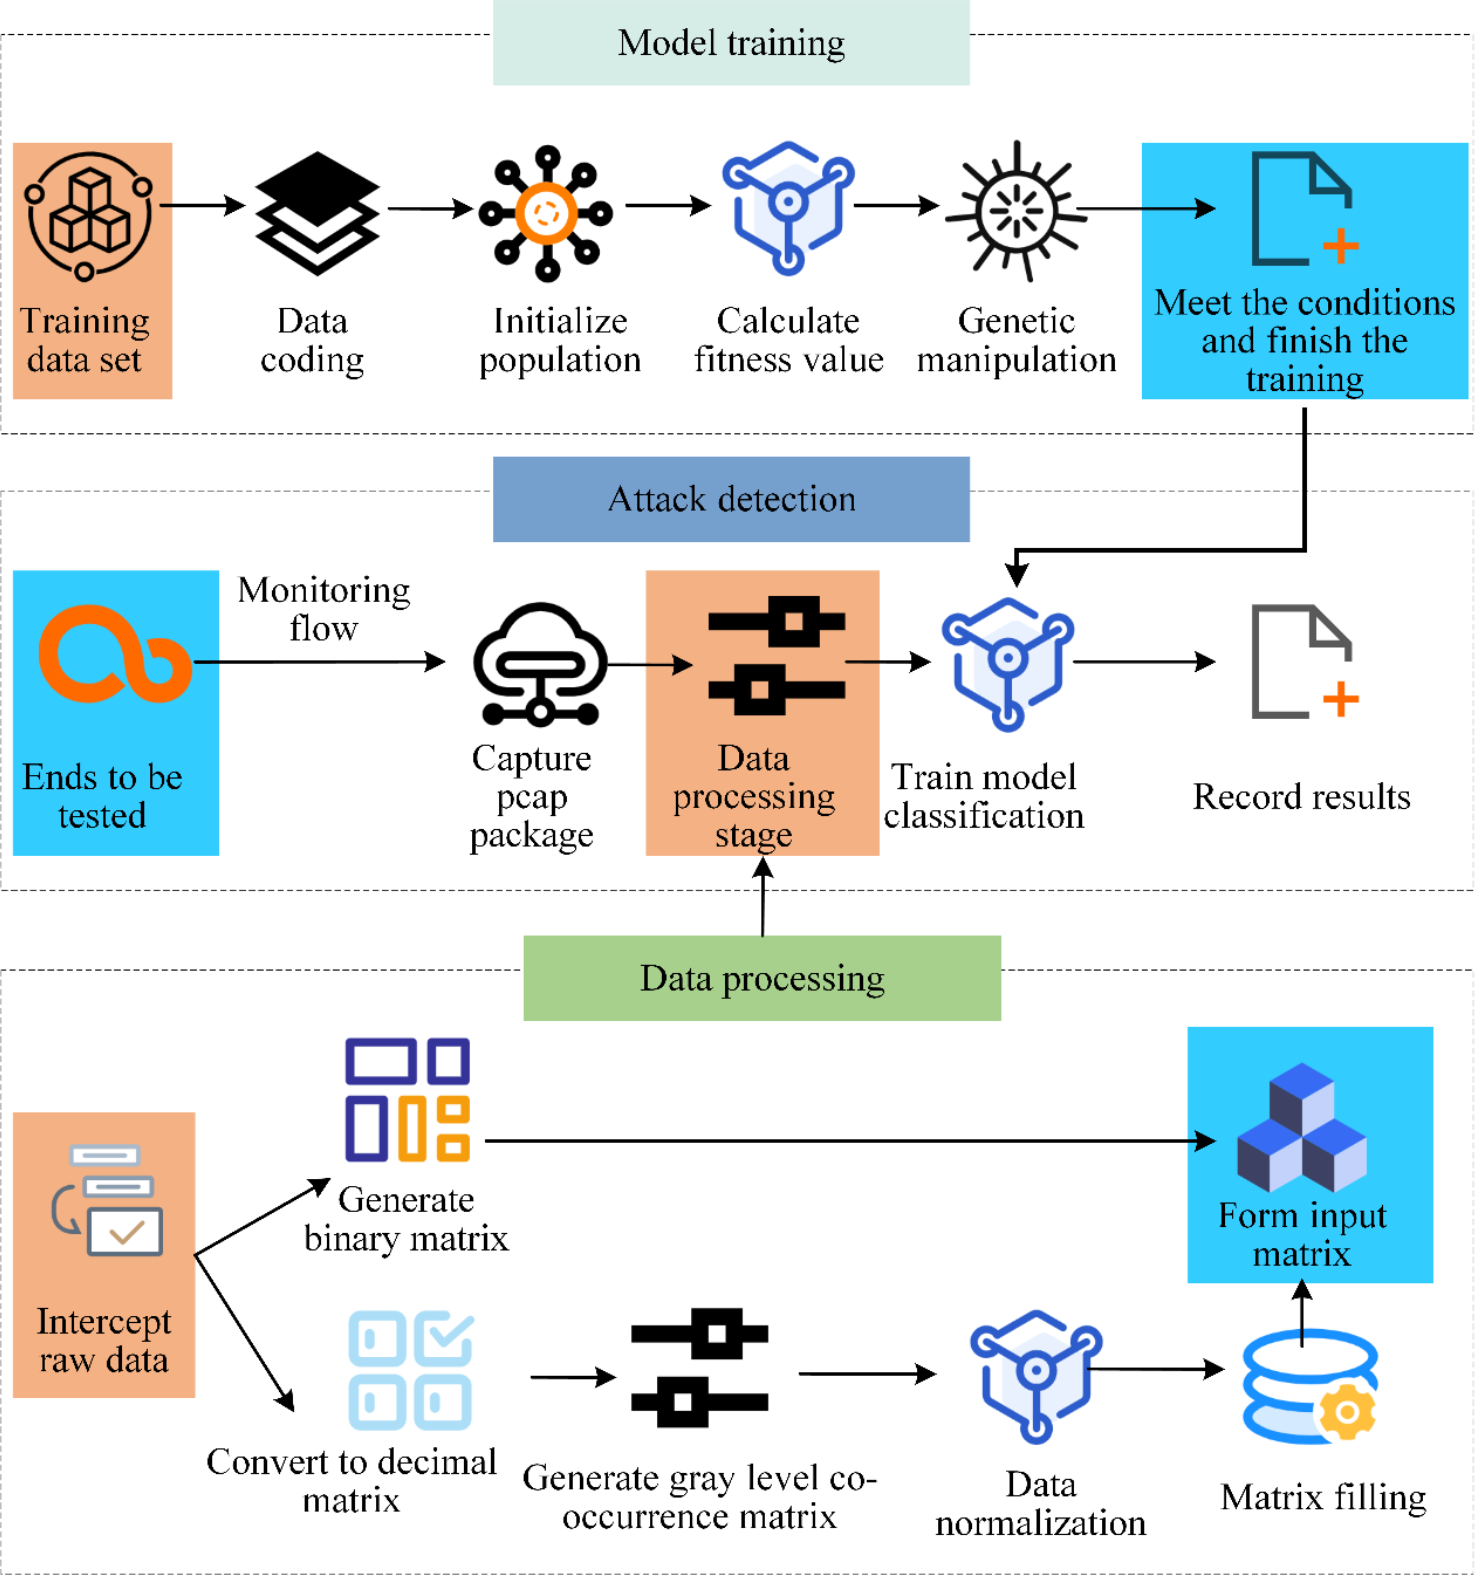 Model training
Training
data set
Data
coding
Initialize
population
Calculate
fitness value
Genetic
manipulation
Meet the conditions
and finish the
training
Attack detection
Ends to be
tested
Monitoring
flow
Capture
pcap
package
Data
processing
stage
Train model
classification
Record results
Data processing
Intercept
raw data
Generate
binary matrix
Form input
matrix
Convert to decimal
matrix
Generate gray level co-
occurrence matrix
Data
normalization
Matrix filling